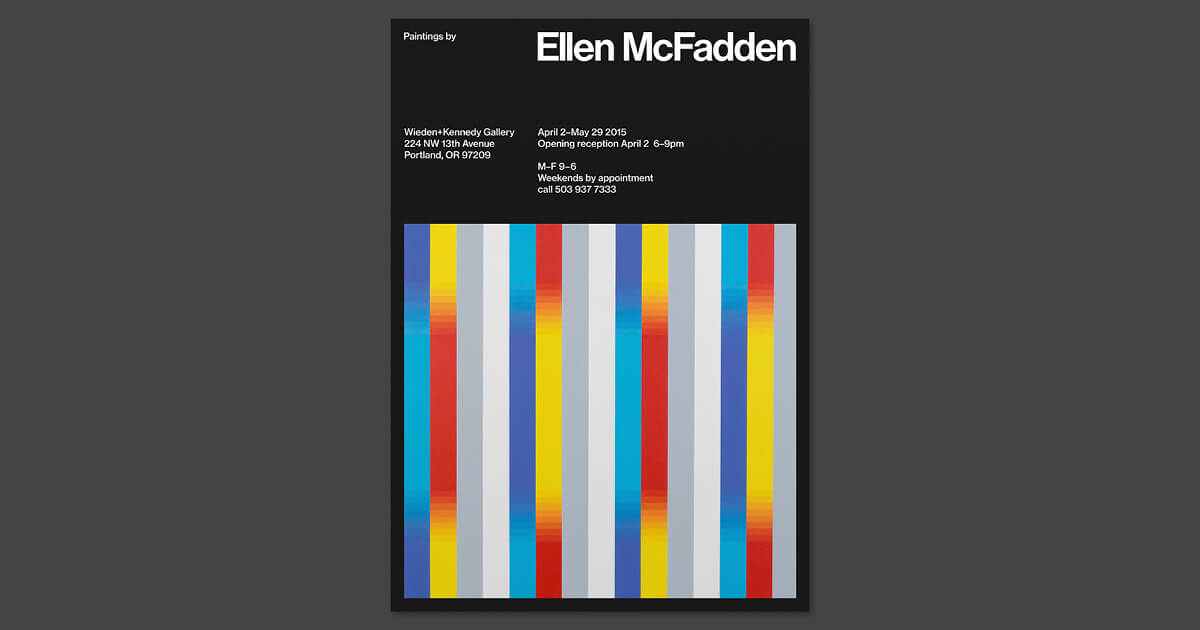 Paintings by
Ellen McFadden
Wieden+Kennedy Gallery
224 NW 13th Avenue
Portland, OR 97209
April 2–May 29 2015
Opening reception April 2  6–9pm
M–F 9–6
Weekends by appointment
call 503 937 7333